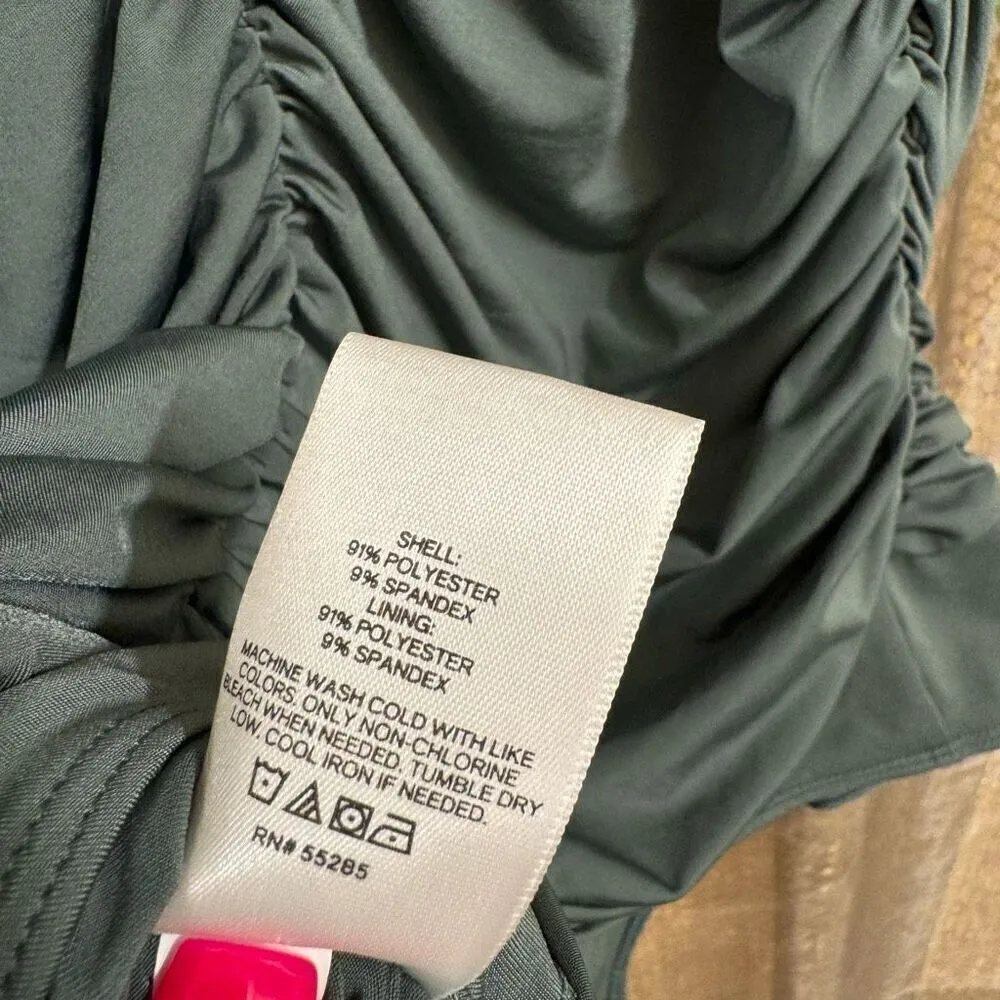 SHELL:
91% POLYESTER
9% SPANDEX
LINING:
91% POLYESTER
9% SPANDEX
MACHINE WASH COLD WITH LIKE
COLORS, ONLY NON-CHLORINE
BLEACH WHEN NEEDED. TUMBLE DRY
LOW, COOL IRON IF NEEDED.
RN# 55285